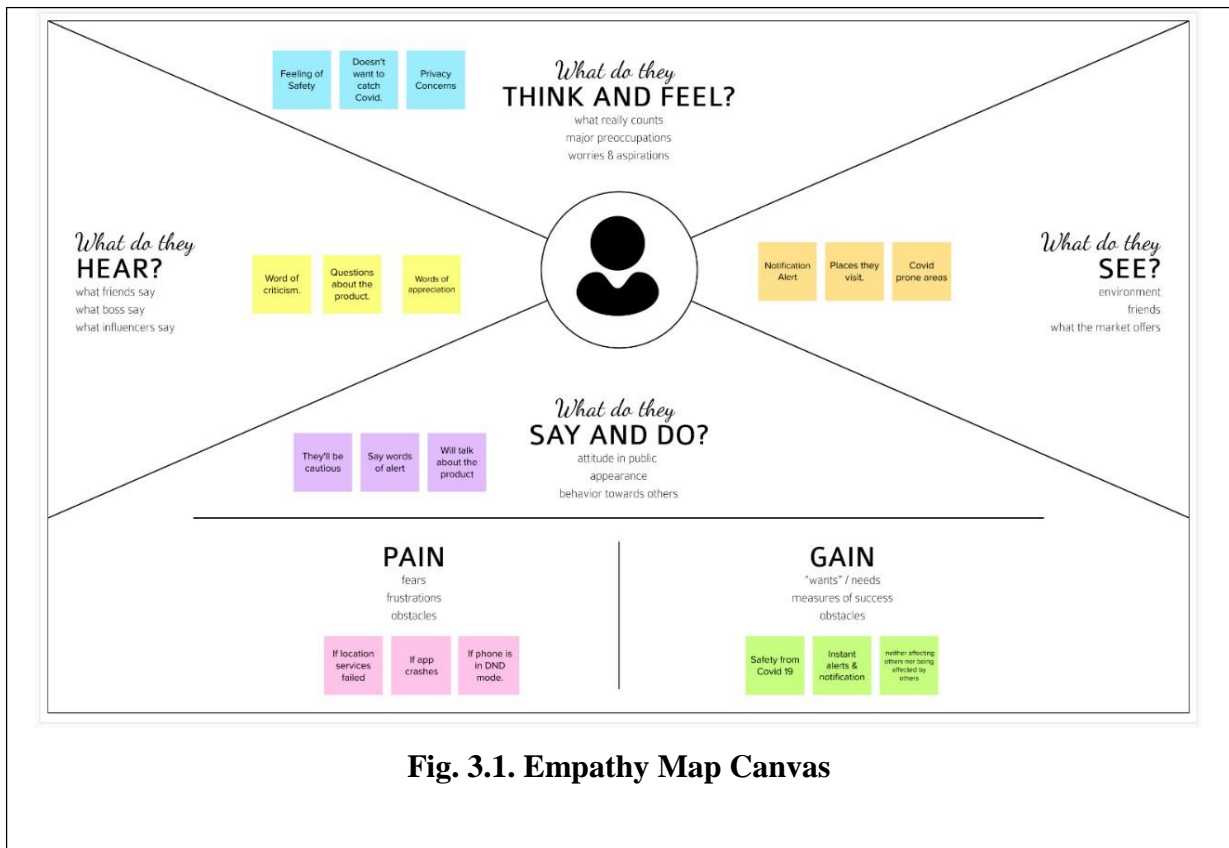 Feeling of
Safety
Doesn't
want to
catch
Covid.
Privacy
Concerns
What do they
THINK AND FEEL?
what really counts
major preoccupations
worries & aspirations
What do they
HEAR?
what friends say
what boss say
what influencers say
Word of
criticism.
Questions
about the
product.
Words of
appreciation
Notification
Alert
Places they
visit.
Covid
prone areas
What do they
SEE?
environment
friends
what the market offers
What do they
SAY AND DO?
attitude in public
appearance
behavior towards others
They'll be
cautious
Say words
of alert
Will talk
about the
product
PAIN
fears
frustrations
obstacles
If location
services
failed
If app
crashes
If phone is
in DND
mode.
GAIN
"wants" / needs
measures of success
obstacles
Safety from
Covid 19
Instant
alerts &
notification
neither affecting
others nor being
affected by
others
Fig. 3.1. Empathy Map Canvas